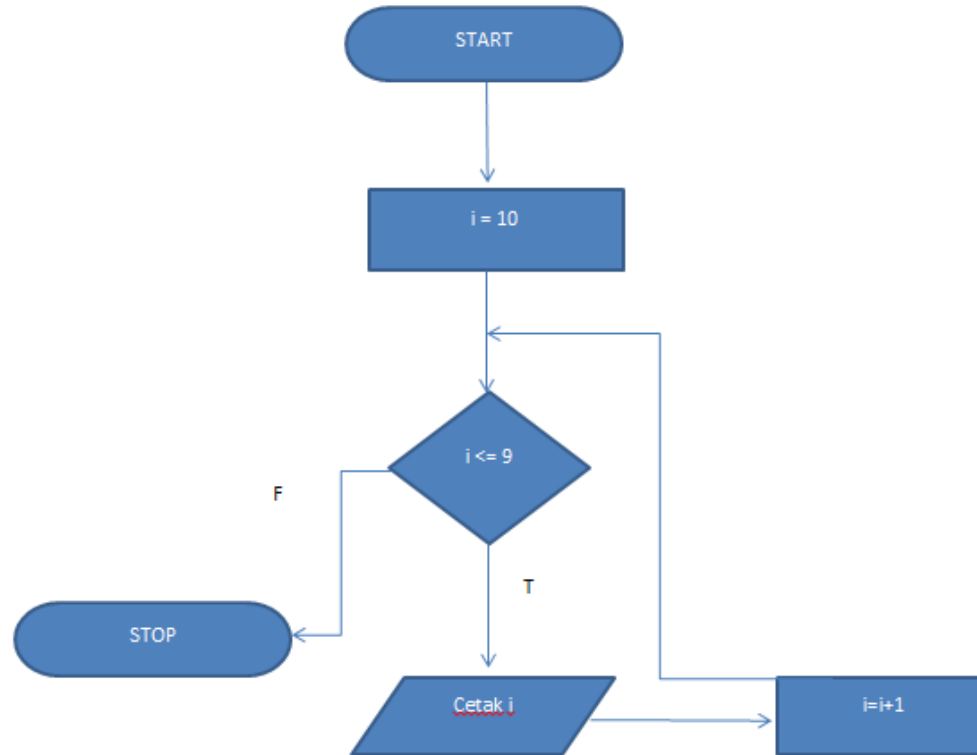 START
i = 10
i <= 9
F
T
STOP
Cetak i
i=i+1